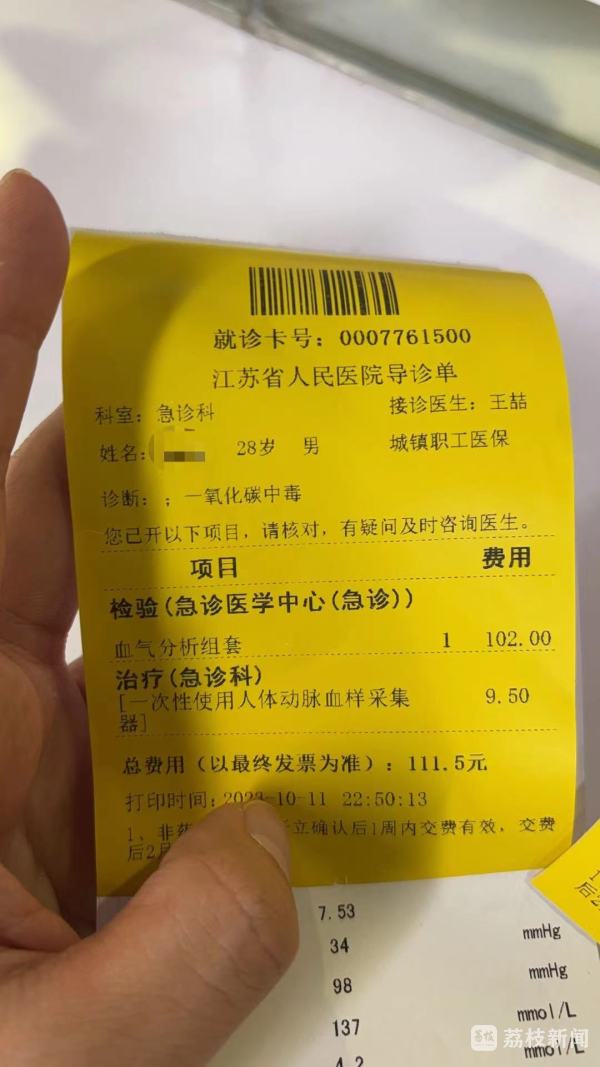 就诊卡号：0007761500
江苏省人民医院导诊单
科室：急诊科 接诊医生：王喆
姓名： 28岁 男 城镇职工医保
诊断：；一氧化碳中毒
您已开以下项目，请核对，有疑问及时咨询医生。
项目 费用
检验(急诊医学中心(急诊))
血气分析组套 1 102.00
治疗(急诊科)
[一次性使用人体动脉血样采集 9.50
器]
总费用（以最终发票为准）：111.5元
打印时间：2023-10-11 22:50:13
1、非药 立确认后1周内交费有效，交费
后2月
7.53
34 mmHg
98 mmHg
137 mmol/L
4.2 mmol/L
荔枝新闻